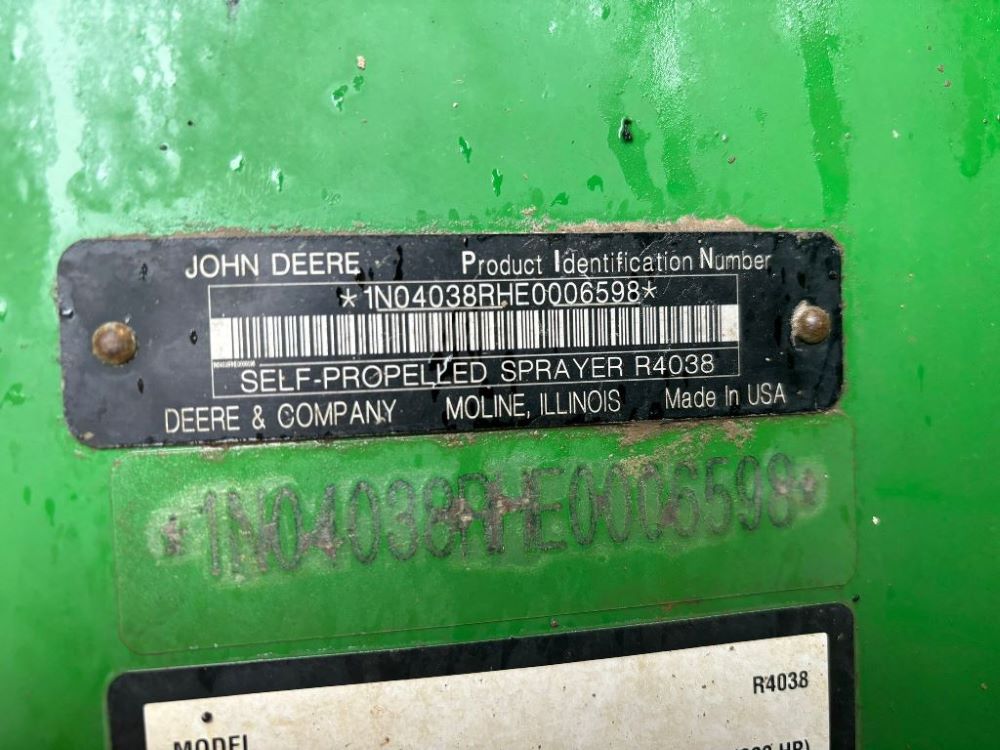 JOHN DEERE Product Identification Number
*1N04038RHE0006598*
SELF-PROPELLED SPRAYER R4038
DEERE & COMPANY MOLINE, ILLINOIS Made In USA
*1N04038RHE0006598*
R4038
MODEL HP)